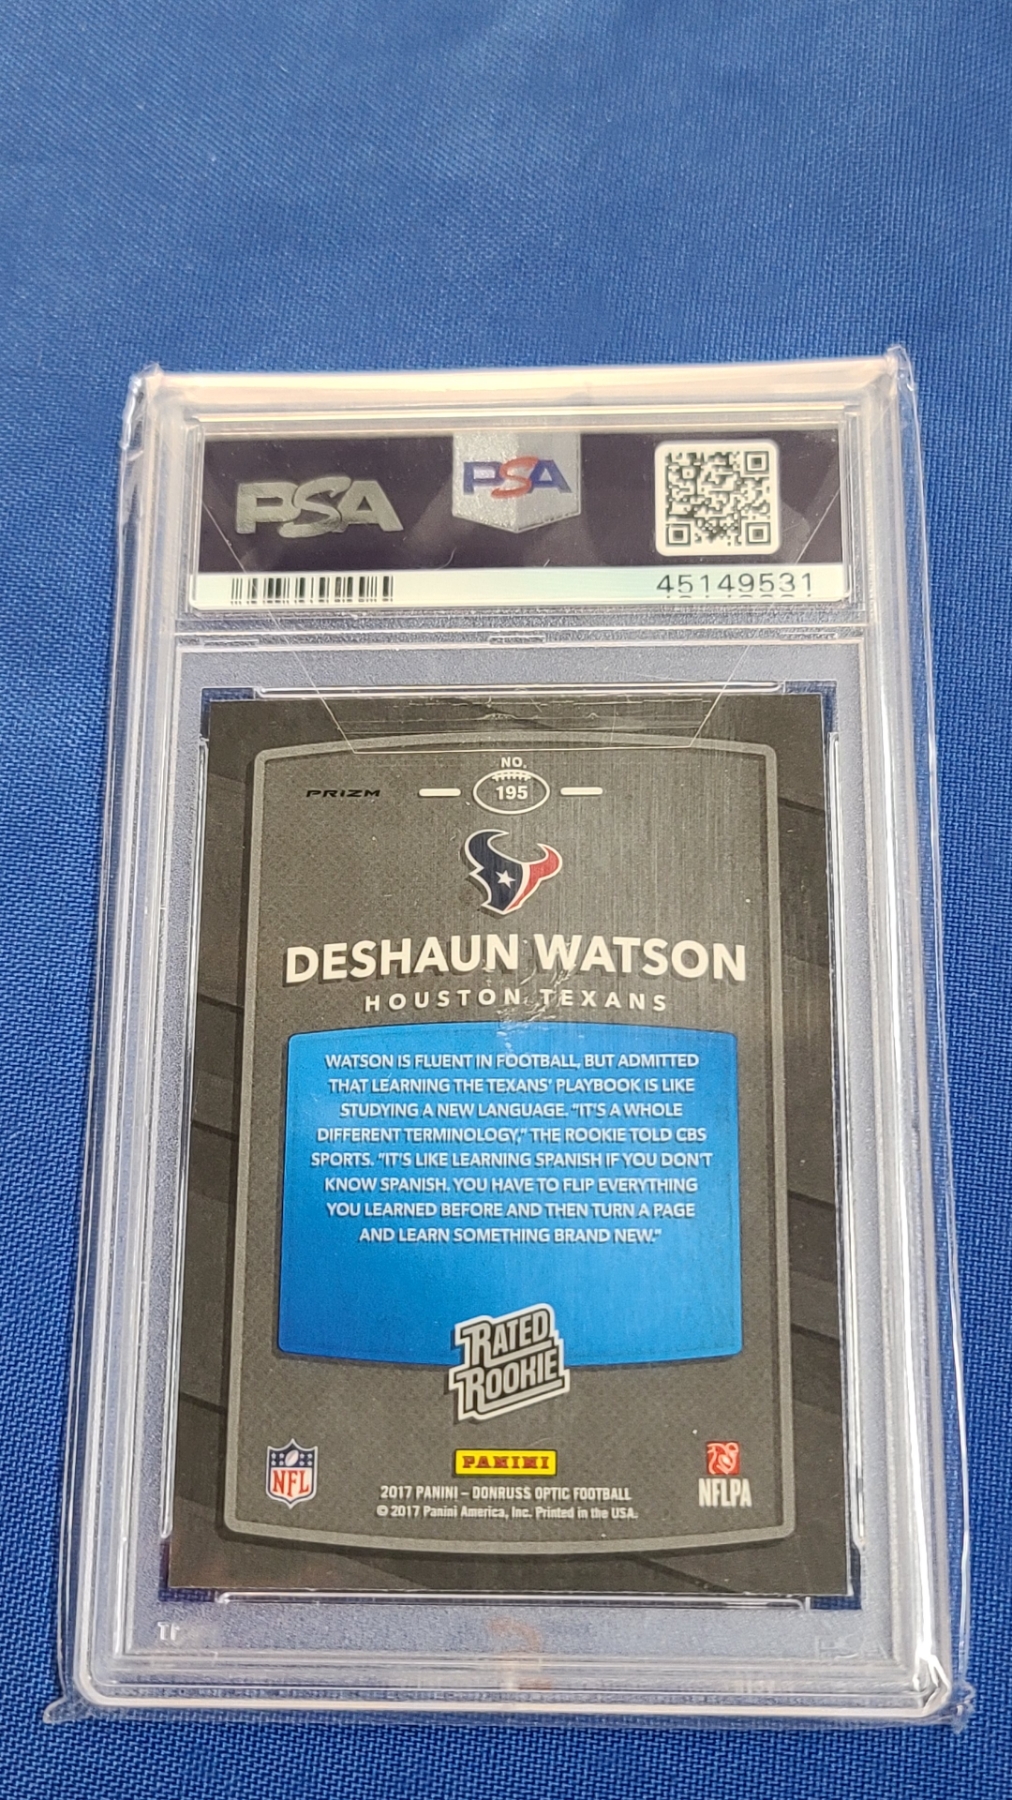 PSA
PSA
45149531
NO.
195
PRIZM
DESHAUN WATSON
HOUSTON TEXANS
WATSON IS FLUENT IN FOOTBALL, BUT ADMITTED
THAT LEARNING THE TEXANS' PLAYBOOK IS LIKE
STUDYING A NEW LANGUAGE. "IT'S A WHOLE
DIFFERENT TERMINOLOGY," THE ROOKIE TOLD CBS
SPORTS. "IT'S LIKE LEARNING SPANISH IF YOU DON'T
KNOW SPANISH. YOU HAVE TO FLIP EVERYTHING
YOU LEARNED BEFORE AND THEN TURN A PAGE
AND LEARN SOMETHING BRAND NEW."
RATED
ROOKIE
NFL
PANINI
NFLPA
2017 PANINI – DONRUSS OPTIC FOOTBALL
© 2017 Panini America, Inc. Printed in the USA.
PSA